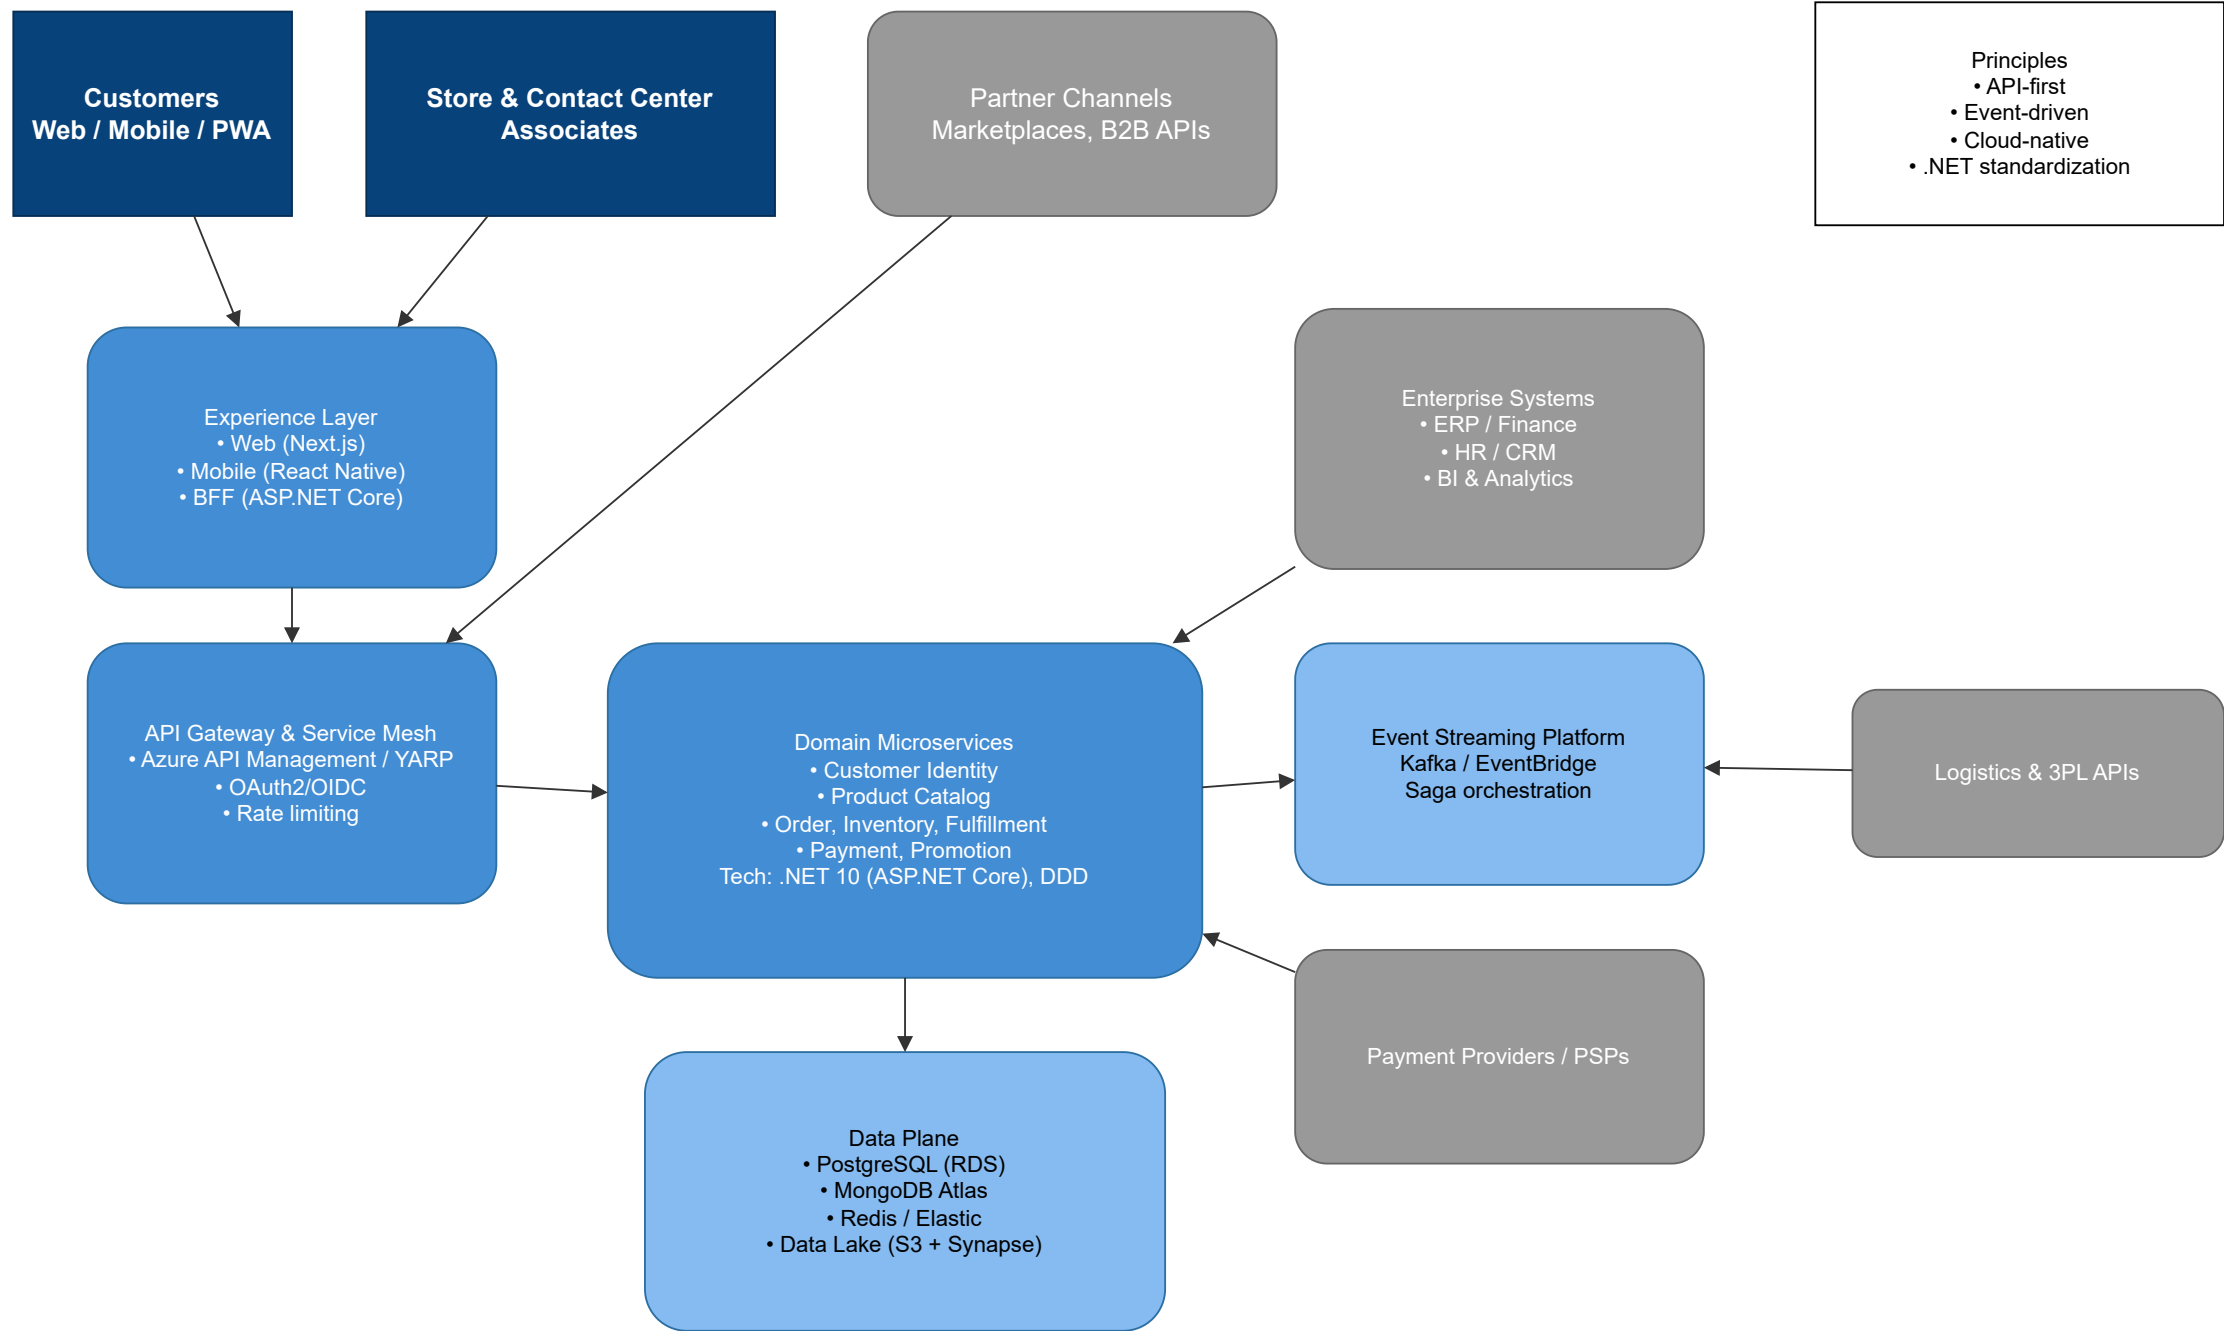 Customers
Web / Mobile / PWA
Store & Contact Center
Associates
Partner Channels
Marketplaces, B2B APIs
Principles
• API-first
• Event-driven
• Cloud-native
• .NET standardization
Experience Layer
• Web (Next.js)
• Mobile (React Native)
• BFF (ASP.NET Core)
Enterprise Systems
• ERP / Finance
• HR / CRM
• BI & Analytics
API Gateway & Service Mesh
• Azure API Management / YARP
• OAuth2/OIDC
• Rate limiting
Domain Microservices
• Customer Identity
• Product Catalog
• Order, Inventory, Fulfillment
• Payment, Promotion
Tech: .NET 10 (ASP.NET Core), DDD
Event Streaming Platform
Kafka / EventBridge
Saga orchestration
Logistics & 3PL APIs
Payment Providers / PSPs
Data Plane
• PostgreSQL (RDS)
• MongoDB Atlas
• Redis / Elastic
• Data Lake (S3 + Synapse)